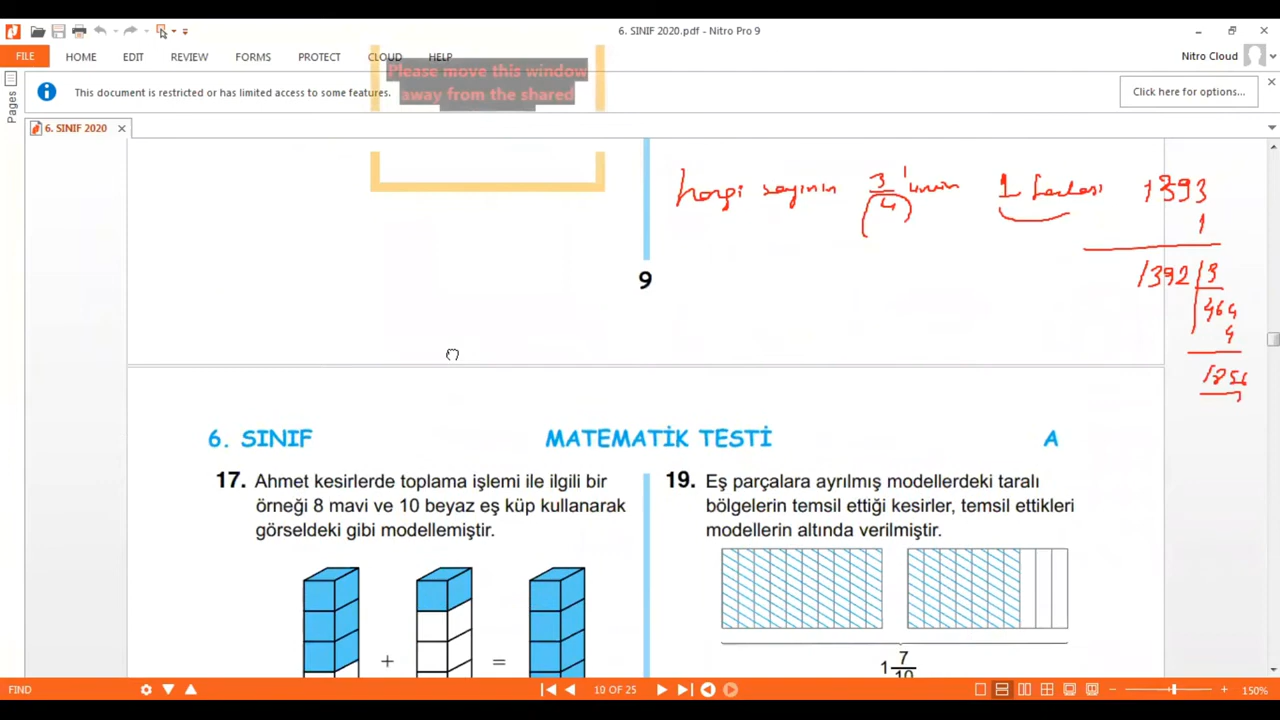 6. SINIF 2020.pdf - Nitro Pro 9
FILE HOME EDIT REVIEW FORMS PROTECT CLOUD HELP
Nitro Cloud
Please move this window
away from the shared
This document is restricted or has limited access to some features.
Click here for options...
Pages
6. SINIF 2020
hangi sayının 3/4 'ünün 1 fazlası 1393
1
1392 3
464
4
1856
9
6. SINIF MATEMATİK TESTİ A
17. Ahmet kesirlerde toplama işlemi ile ilgili bir
örneği 8 mavi ve 10 beyaz eş küp kullanarak
görseldeki gibi modellemiştir.
+ =
19. Eş parçalara ayrılmış modellerdeki taralı
bölgelerin temsil ettiği kesirler, temsil ettikleri
modellerin altında verilmiştir.
1 7/10
FIND
10 OF 25
150%